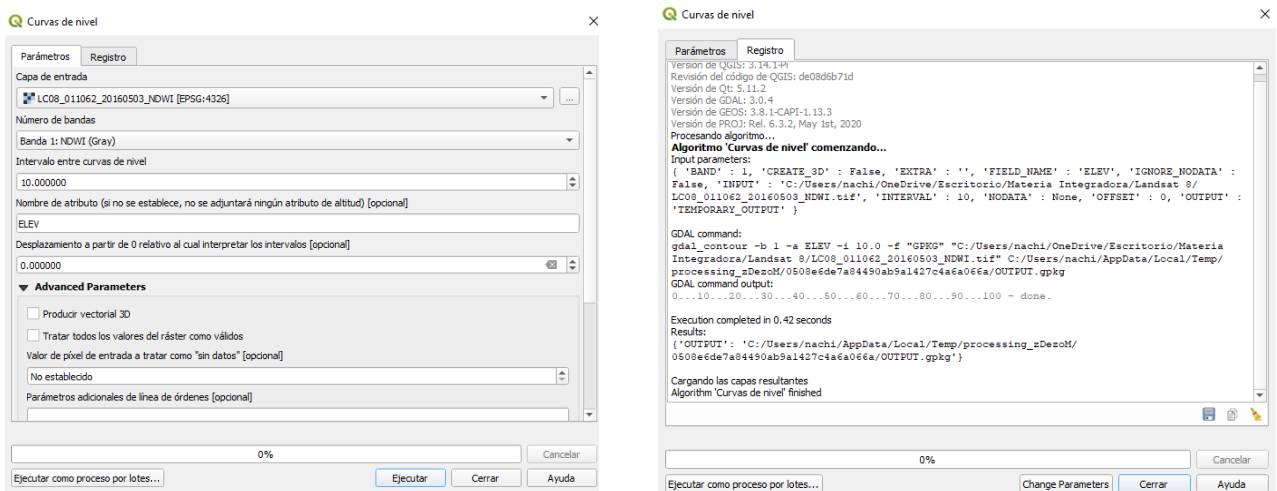 Curvas de nivel
Parámetros
Registro
Capa de entrada
LC08_011062_20160503_NDWI [EPSG:4326]
...
Número de bandas
Banda 1: NDWI (Gray)
Intervalo entre curvas de nivel
10.000000
Nombre de atributo (si no se establece, no se adjuntará ningún atributo de altitud) [opcional]
ELEV
Desplazamiento a partir de 0 relativo al cual interpretar los intervalos [opcional]
0.000000
Advanced Parameters
Producir vectorial 3D
Tratar todos los valores del ráster como válidos
Valor de píxel de entrada a tratar como "sin datos" [opcional]
No establecido
Parámetros adicionales de línea de órdenes [opcional]
0%
Cancelar
Ejecutar como proceso por lotes...
Ejecutar
Cerrar
Ayuda
Curvas de nivel
Parámetros
Registro
Versión de QGIS: 3.14.1-Pi
Revisión del código de QGIS: de08d6b71d
Versión de Qt: 5.11.2
Versión de GDAL: 3.0.4
Versión de GEOS: 3.8.1-CAPI-1.13.3
Versión de PROJ: Rel. 6.3.2, May 1st, 2020
Procesando algoritmo...
Algoritmo 'Curvas de nivel' comenzando...
Input parameters:
{ 'BAND' : 1, 'CREATE_3D' : False, 'EXTRA' : '', 'FIELD_NAME' : 'ELEV', 'IGNORE_NODATA' :
False, 'INPUT' : 'C:/Users/nachi/OneDrive/Escritorio/Materia Integradora/Landsat 8/
LC08_011062_20160503_NDWI.tif', 'INTERVAL' : 10, 'NODATA' : None, 'OFFSET' : 0, 'OUTPUT' :
'TEMPORARY_OUTPUT' }
GDAL command:
gdal_contour -b 1 -a ELEV -i 10.0 -f "GPKG" "C:/Users/nachi/OneDrive/Escritorio/Materia
Integradora/Landsat 8/LC08_011062_20160503_NDWI.tif" C:/Users/nachi/AppData/Local/Temp/
processing_zDezoM/0508e6de7a84490ab9a1427c4a6a066a/OUTPUT.gpkg
GDAL command output:
0...10...20...30...40...50...60...70...80...90...100 - done.
Execution completed in 0.42 seconds
Results:
{'OUTPUT': 'C:/Users/nachi/AppData/Local/Temp/processing_zDezoM/
0508e6de7a84490ab9a1427c4a6a066a/OUTPUT.gpkg'}
Cargando las capas resultantes
Algorithm 'Curvas de nivel' finished
0%
Cancelar
Ejecutar como proceso por lotes...
Change Parameters
Cerrar
Ayuda